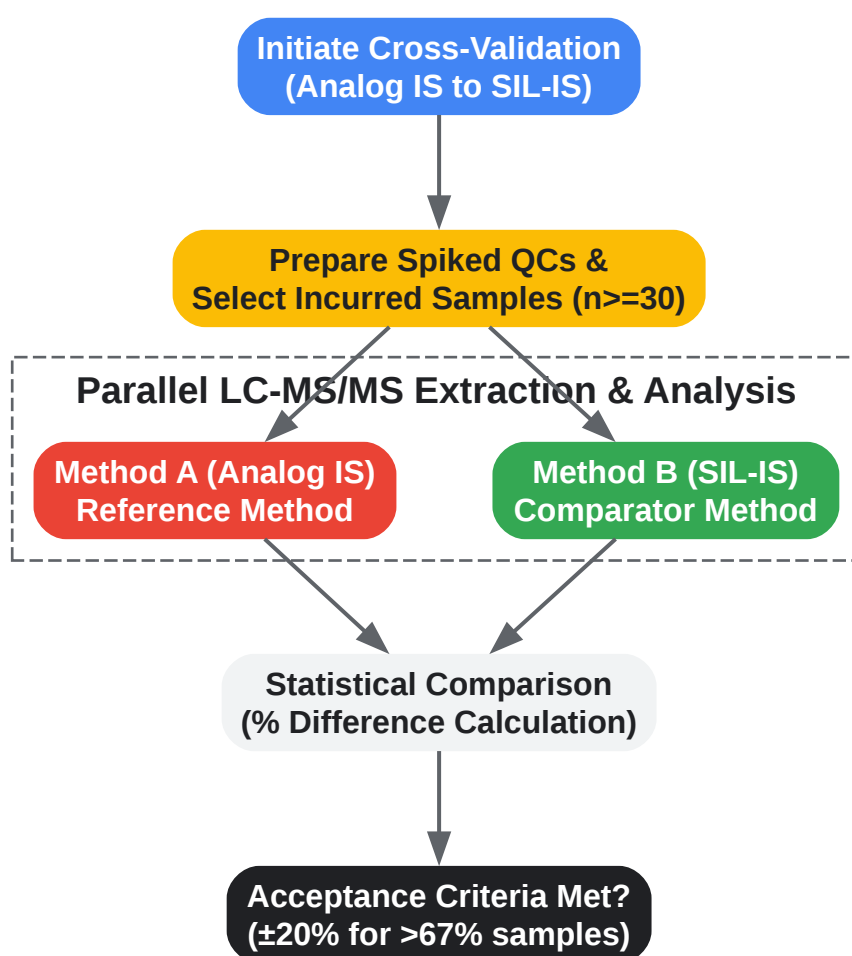 Initiate Cross-Validation
(Analog IS to SIL-IS)
Prepare Spiked QCs &
Select Incurred Samples (n>=30)
Parallel LC-MS/MS Extraction & Analysis
Method A (Analog IS)
Reference Method
Method B (SIL-IS)
Comparator Method
Statistical Comparison
(% Difference Calculation)
Acceptance Criteria Met?
(±20% for >67% samples)